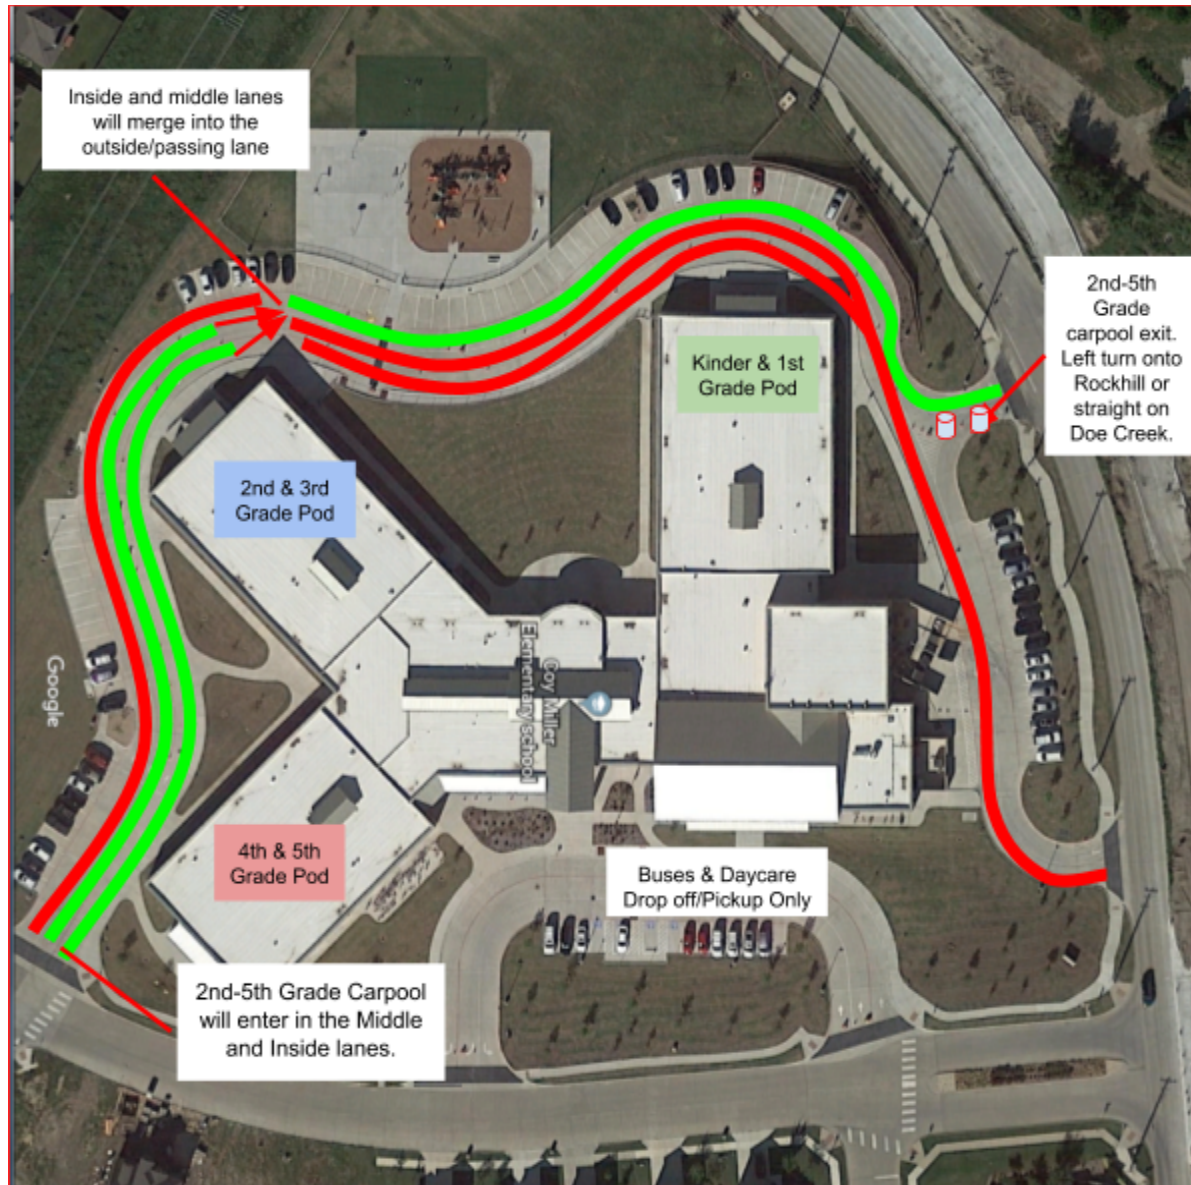 Inside and middle lanes
will merge into the
outside/passing lane
2nd-5th
Grade
carpool exit.
Left turn onto
Rockhill or
straight on
Doe Creek.
Kinder & 1st
Grade Pod
2nd & 3rd
Grade Pod
Google
Coy Miller
Elementary school
4th & 5th
Grade Pod
Buses & Daycare
Drop off/Pickup Only
2nd-5th Grade Carpool
will enter in the Middle
and Inside lanes.